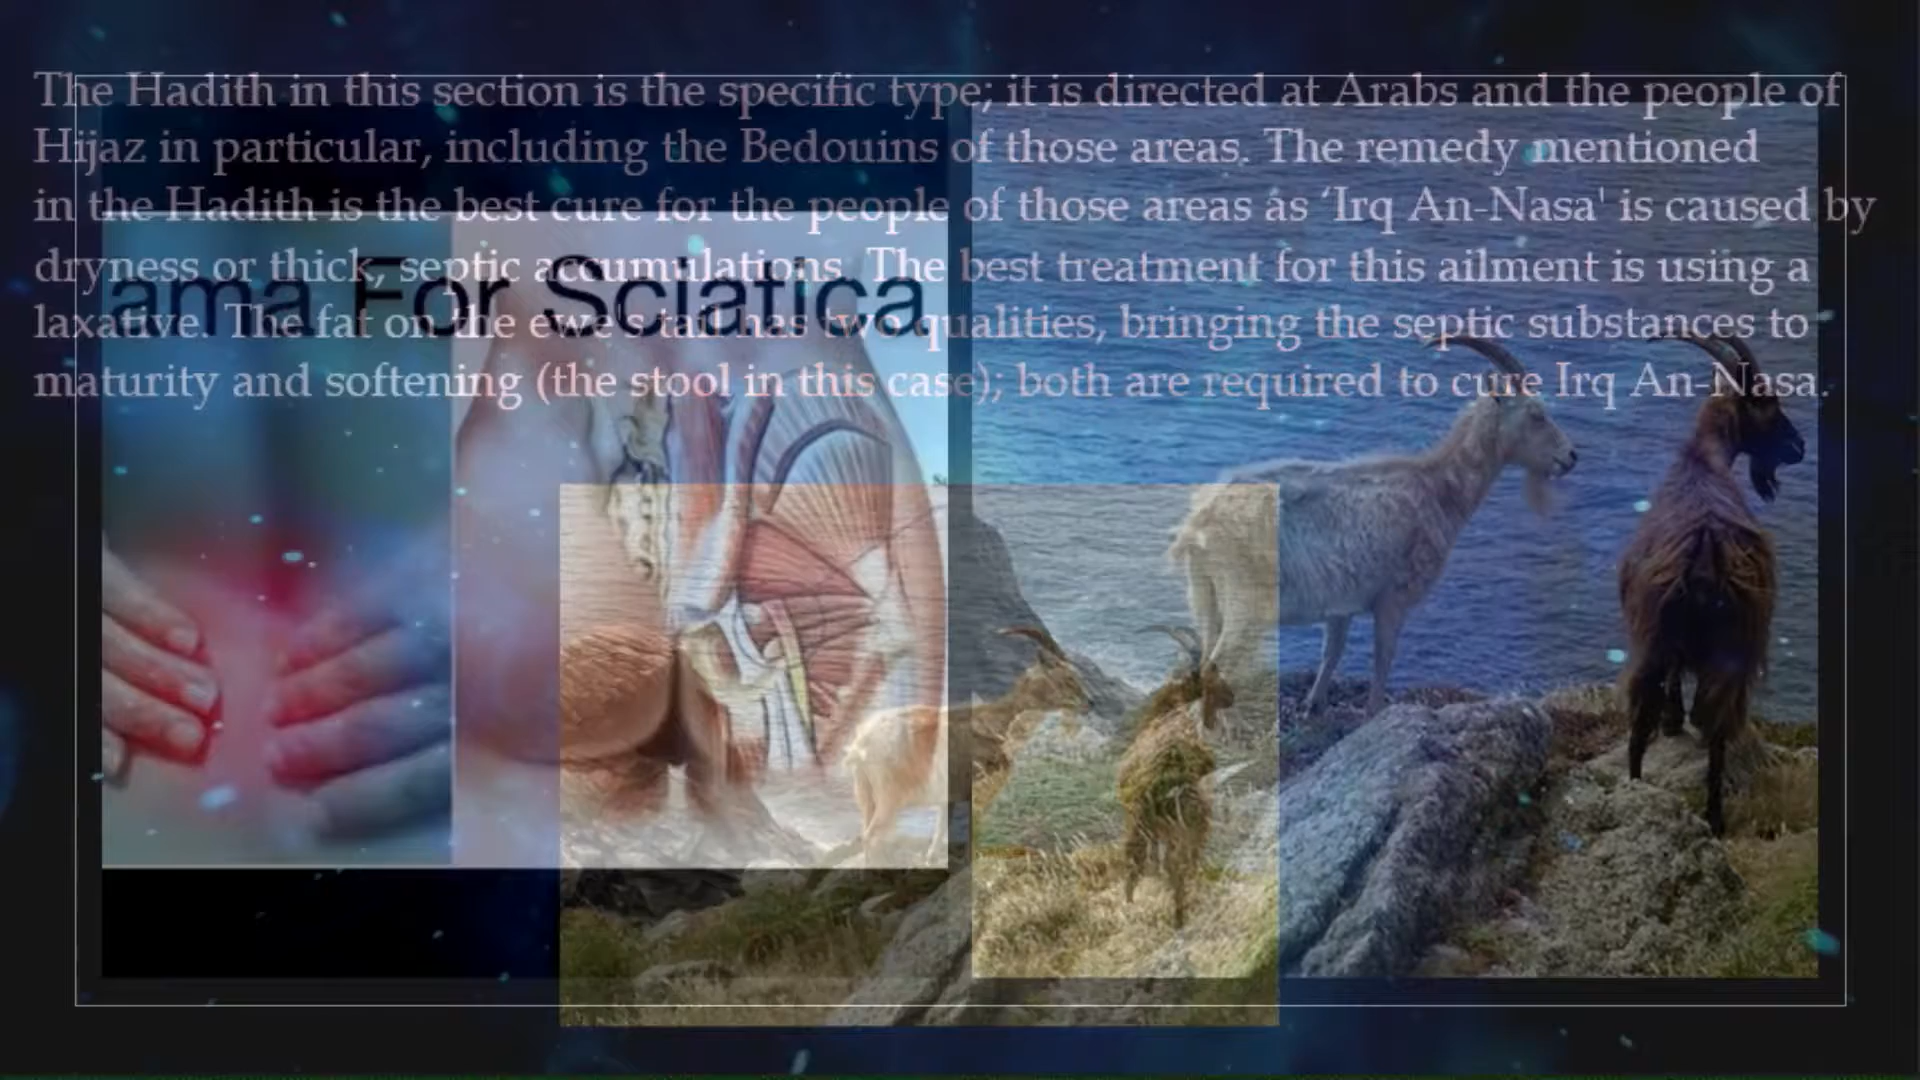 The Hadith in this section is the specific type; it is directed at Arabs and the people of
Hijaz in particular, including the Bedouins of those areas. The remedy mentioned
in the Hadith is the best cure for the people of those areas as ‘Irq An-Nasa' is caused by
dryness or thick, septic accumulations. The best treatment for this ailment is using a
laxative. The fat on the ewe's tail has two qualities, bringing the septic substances to
maturity and softening (the stool in this case); both are required to cure Irq An-Nasa.
ama For Sciatica